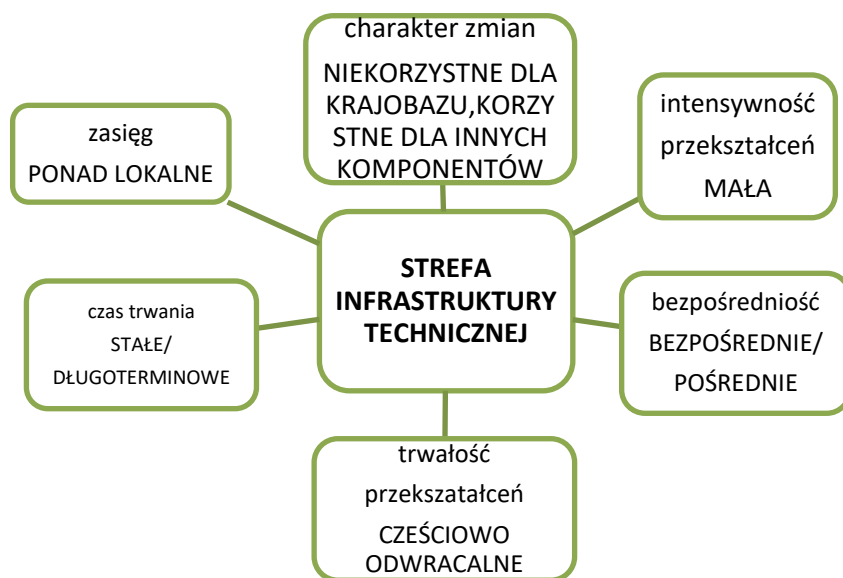 charakter zmian
NIEKORZYSTNE DLA
KRAJOBAZU,KORZY
STNE DLA INNYCH
KOMPONENTÓW
zasięg
PONAD LOKALNE
intensywność
przekształceń
MAŁA
STREFA
INFRASTRUKTURY
TECHNICZNEJ
czas trwania
STAŁE/
DŁUGOTERMINOWE
bezpośredniość
BEZPOŚREDNIE/
POŚREDNIE
trwałość
przekszatałceń
CZEŚCIOWO
ODWRACALNE